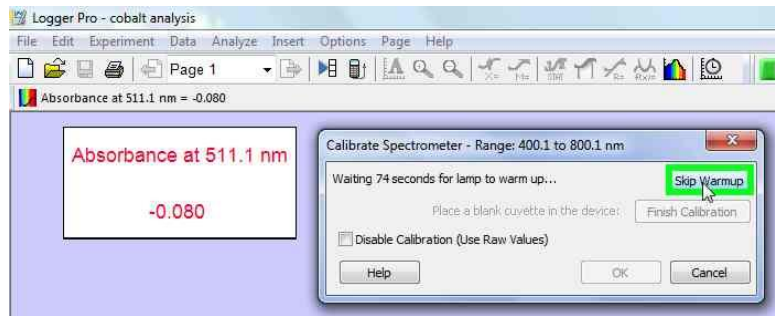 Logger Pro - cobalt analysis
File Edit Experiment Data Analyze Insert Options Page Help
Page 1
Absorbance at 511.1 nm = -0.080
Absorbance at 511.1 nm
-0.080
Calibrate Spectrometer - Range: 400.1 to 800.1 nm
Waiting 74 seconds for lamp to warm up... Skip Warmup
Place a blank cuvette in the device: Finish Calibration
Disable Calibration (Use Raw Values)
Help OK Cancel